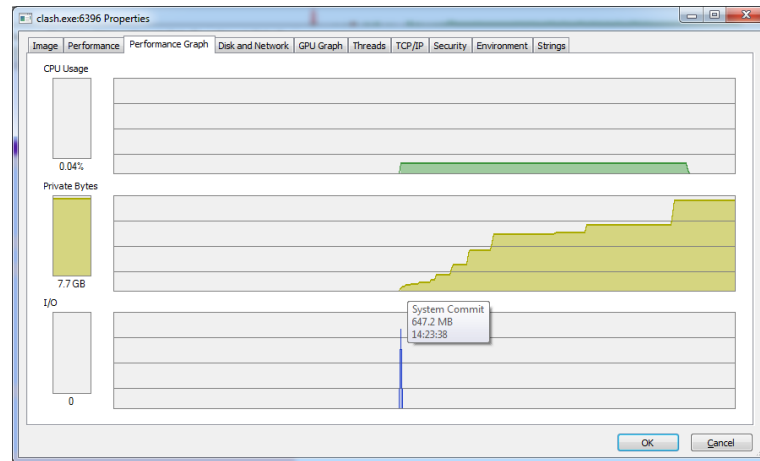 clash.exe:6396 Properties
Image Performance Performance Graph Disk and Network GPU Graph Threads TCP/IP Security Environment Strings
CPU Usage
0.04%
Private Bytes
7.7 GB
I/O
System Commit
647.2 MB
14:23:38
0
OK Cancel